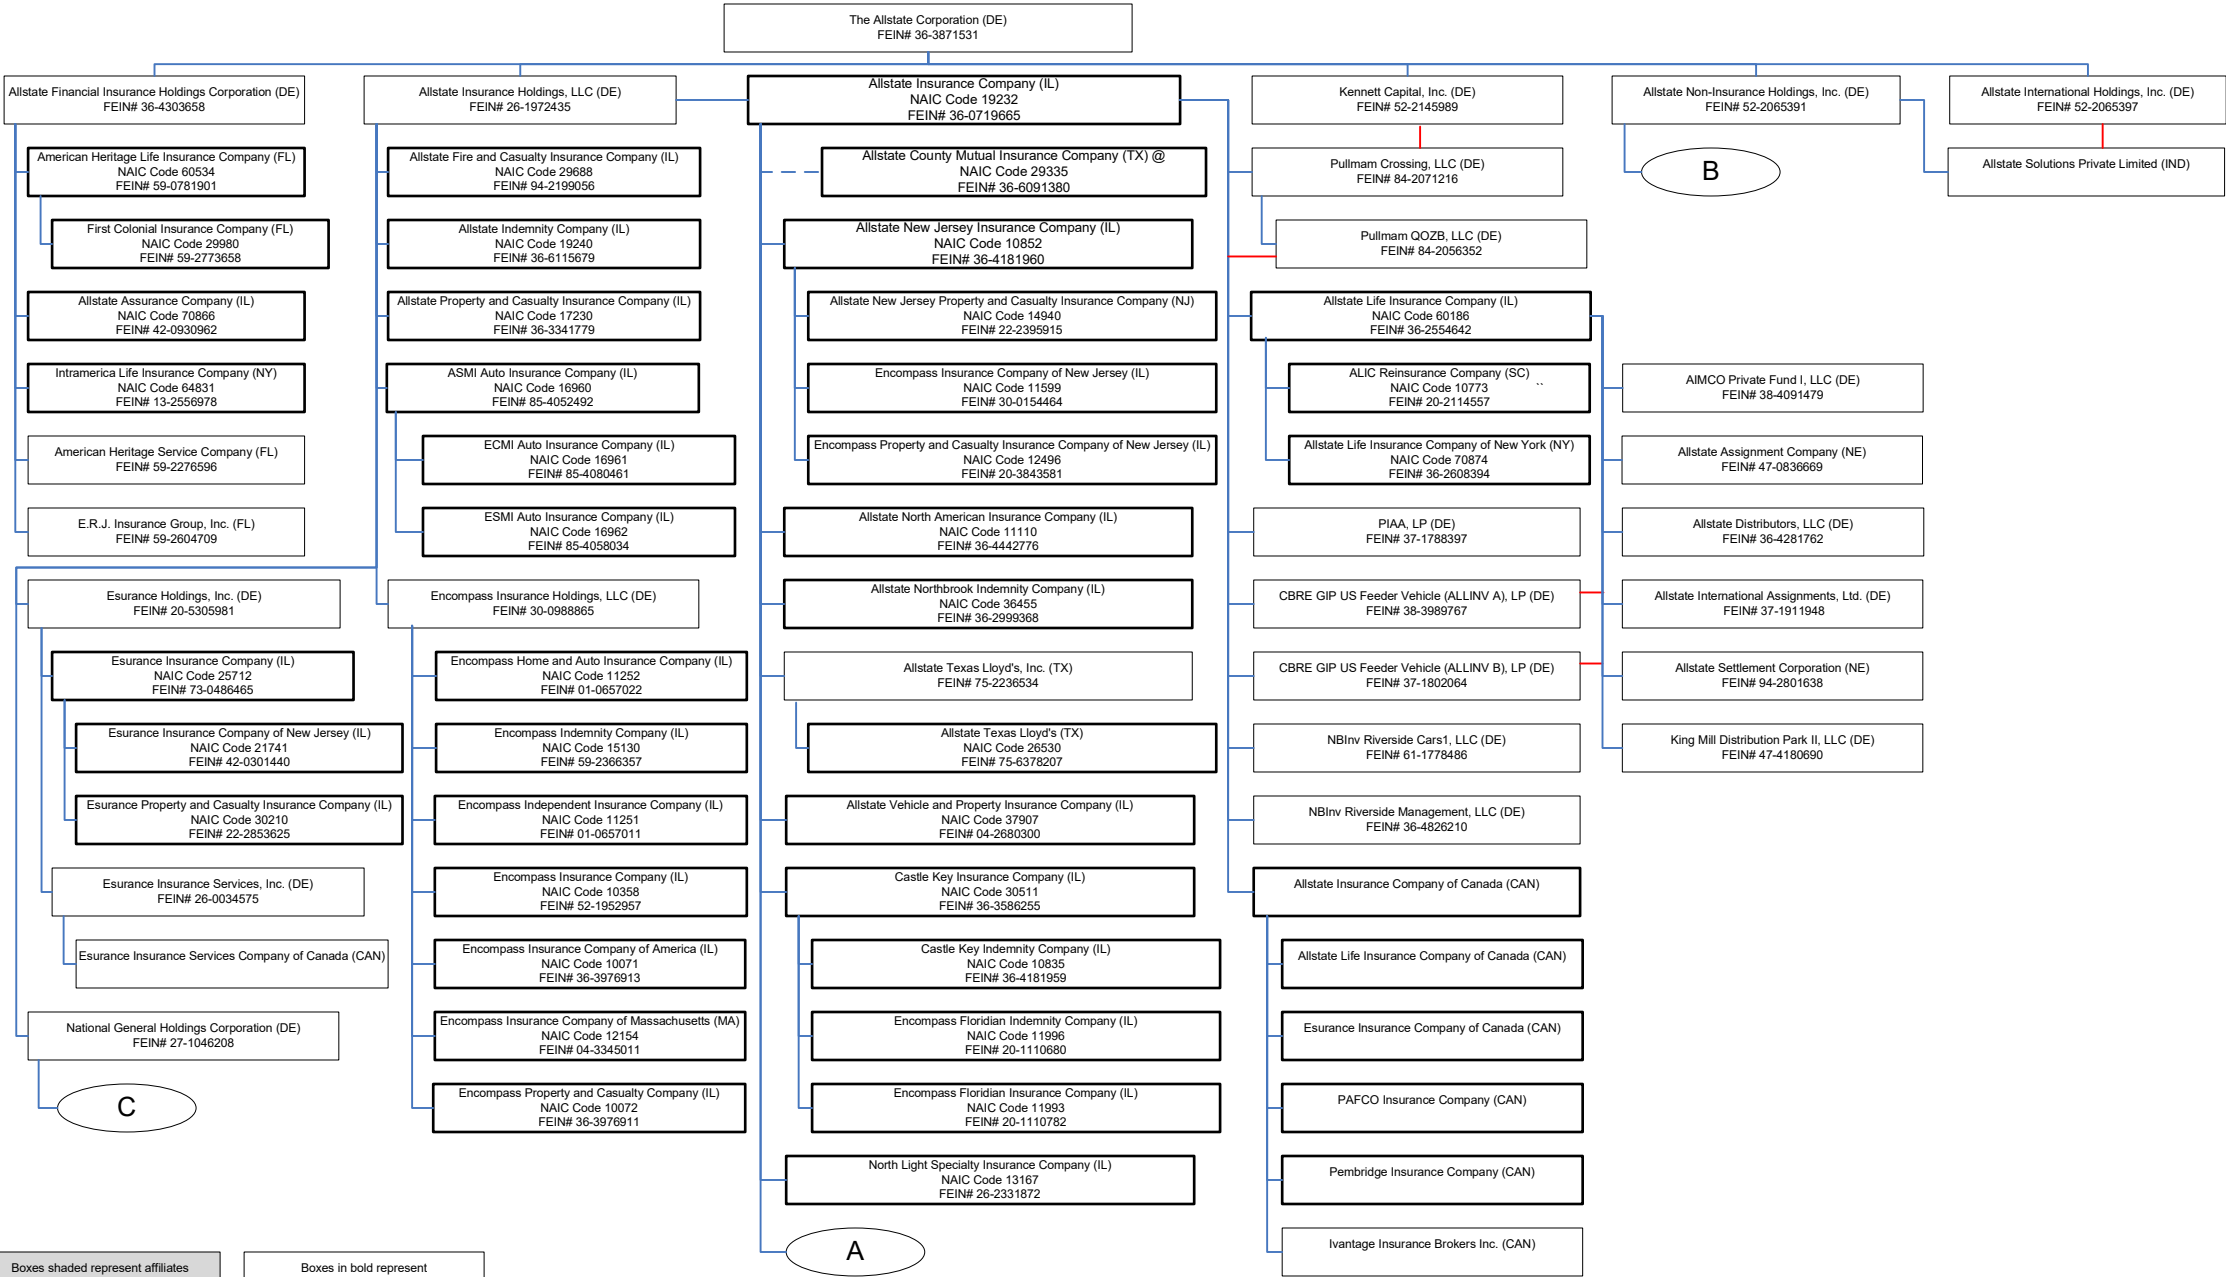 The Allstate Corporation (DE)
FEIN# 36-3871531
Allstate Financial Insurance Holdings Corporation (DE)
FEIN# 36-4303658
American Heritage Life Insurance Company (FL)
NAIC Code 60534
FEIN# 59-0781901
First Colonial Insurance Company (FL)
NAIC Code 29980
FEIN# 59-2773658
Allstate Assurance Company (IL)
NAIC Code 70866
FEIN# 42-0930962
Intramerica Life Insurance Company (NY)
NAIC Code 64831
FEIN# 13-2556978
American Heritage Service Company (FL)
FEIN# 59-2276596
E.R.J. Insurance Group, Inc. (FL)
FEIN# 59-2604709
Esurance Holdings, Inc. (DE)
FEIN# 20-5305981
Esurance Insurance Company (IL)
NAIC Code 25712
FEIN# 73-0486465
Esurance Insurance Company of New Jersey (IL)
NAIC Code 21741
FEIN# 42-0301440
Esurance Property and Casualty Insurance Company (IL)
NAIC Code 30210
FEIN# 22-2853625
Esurance Insurance Services, Inc. (DE)
FEIN# 26-0034575
Esurance Insurance Services Company of Canada (CAN)
National General Holdings Corporation (DE)
FEIN# 27-1046208
C
Allstate Insurance Holdings, LLC (DE)
FEIN# 26-1972435
Allstate Fire and Casualty Insurance Company (IL)
NAIC Code 29688
FEIN# 94-2199056
Allstate Indemnity Company (IL)
NAIC Code 19240
FEIN# 36-6115679
Allstate Property and Casualty Insurance Company (IL)
NAIC Code 17230
FEIN# 36-3341779
ASMI Auto Insurance Company (IL)
NAIC Code 16960
FEIN# 85-4052492
ECMI Auto Insurance Company (IL)
NAIC Code 16961
FEIN# 85-4080461
ESMI Auto Insurance Company (IL)
NAIC Code 16962
FEIN# 85-4058034
Encompass Insurance Holdings, LLC (DE)
FEIN# 30-0988865
Encompass Home and Auto Insurance Company (IL)
NAIC Code 11252
FEIN# 01-0657022
Encompass Indemnity Company (IL)
NAIC Code 15130
FEIN# 59-2366357
Encompass Independent Insurance Company (IL)
NAIC Code 11251
FEIN# 01-0657011
Encompass Insurance Company (IL)
NAIC Code 10358
FEIN# 52-1952957
Encompass Insurance Company of America (IL)
NAIC Code 10071
FEIN# 36-3976913
Encompass Insurance Company of Massachusetts (MA)
NAIC Code 12154
FEIN# 04-3345011
Encompass Property and Casualty Company (IL)
NAIC Code 10072
FEIN# 36-3976911
Allstate Insurance Company (IL)
NAIC Code 19232
FEIN# 36-0719665
Allstate County Mutual Insurance Company (TX) @
NAIC Code 29335
FEIN# 36-6091380
Allstate New Jersey Insurance Company (IL)
NAIC Code 10852
FEIN# 36-4181960
Allstate New Jersey Property and Casualty Insurance Company (NJ)
NAIC Code 14940
FEIN# 22-2395915
Encompass Insurance Company of New Jersey (IL)
NAIC Code 11599
FEIN# 30-0154464
Encompass Property and Casualty Insurance Company of New Jersey (IL)
NAIC Code 12496
FEIN# 20-3843581
Allstate North American Insurance Company (IL)
NAIC Code 11110
FEIN# 36-4442776
Allstate Northbrook Indemnity Company (IL)
NAIC Code 36455
FEIN# 36-2999368
Allstate Texas Lloyd's, Inc. (TX)
FEIN# 75-2236534
Allstate Texas Lloyd's (TX)
NAIC Code 26530
FEIN# 75-6378207
Allstate Vehicle and Property Insurance Company (IL)
NAIC Code 37907
FEIN# 04-2680300
Castle Key Insurance Company (IL)
NAIC Code 30511
FEIN# 36-3586255
Castle Key Indemnity Company (IL)
NAIC Code 10835
FEIN# 36-4181959
Encompass Floridian Indemnity Company (IL)
NAIC Code 11996
FEIN# 20-1110680
Encompass Floridian Insurance Company (IL)
NAIC Code 11993
FEIN# 20-1110782
North Light Specialty Insurance Company (IL)
NAIC Code 13167
FEIN# 26-2331872
A
Kennett Capital, Inc. (DE)
FEIN# 52-2145989
Pullmam Crossing, LLC (DE)
FEIN# 84-2071216
Pullmam QOZB, LLC (DE)
FEIN# 84-2056352
Allstate Life Insurance Company (IL)
NAIC Code 60186
FEIN# 36-2554642
ALIC Reinsurance Company (SC)
NAIC Code 10773 ``
FEIN# 20-2114557
Allstate Life Insurance Company of New York (NY)
NAIC Code 70874
FEIN# 36-2608394
PIAA, LP (DE)
FEIN# 37-1788397
CBRE GIP US Feeder Vehicle (ALLINV A), LP (DE)
FEIN# 38-3989767
CBRE GIP US Feeder Vehicle (ALLINV B), LP (DE)
FEIN# 37-1802064
NBInv Riverside Cars1, LLC (DE)
FEIN# 61-1778486
NBInv Riverside Management, LLC (DE)
FEIN# 36-4826210
Allstate Insurance Company of Canada (CAN)
Allstate Life Insurance Company of Canada (CAN)
Esurance Insurance Company of Canada (CAN)
PAFCO Insurance Company (CAN)
Pembridge Insurance Company (CAN)
Ivantage Insurance Brokers Inc. (CAN)
Allstate Non-Insurance Holdings, Inc. (DE)
FEIN# 52-2065391
B
AIMCO Private Fund I, LLC (DE)
FEIN# 38-4091479
Allstate Assignment Company (NE)
FEIN# 47-0836669
Allstate Distributors, LLC (DE)
FEIN# 36-4281762
Allstate International Assignments, Ltd. (DE)
FEIN# 37-1911948
Allstate Settlement Corporation (NE)
FEIN# 94-2801638
King Mill Distribution Park II, LLC (DE)
FEIN# 47-4180690
Allstate International Holdings, Inc. (DE)
FEIN# 52-2065397
Allstate Solutions Private Limited (IND)
Boxes shaded represent affiliates
Boxes in bold represent